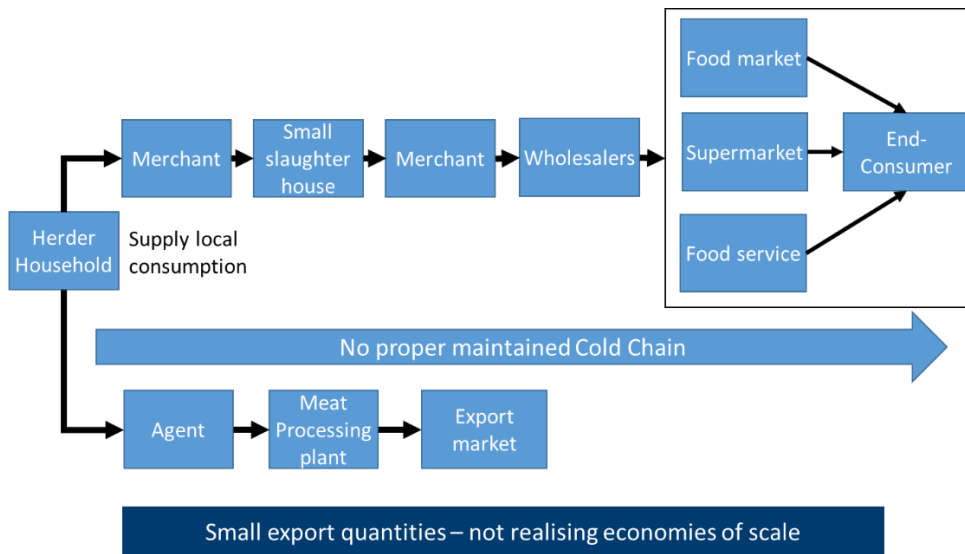 Food market
Small
slaughter
house
Merchant
Merchant
Wholesalers
Supermarket
End-
Consumer
Herder
Household
Supply local
consumption
Food service
No proper maintained Cold Chain
Agent
Meat
Processing
plant
Export
market
Small export quantities – not realising economies of scale